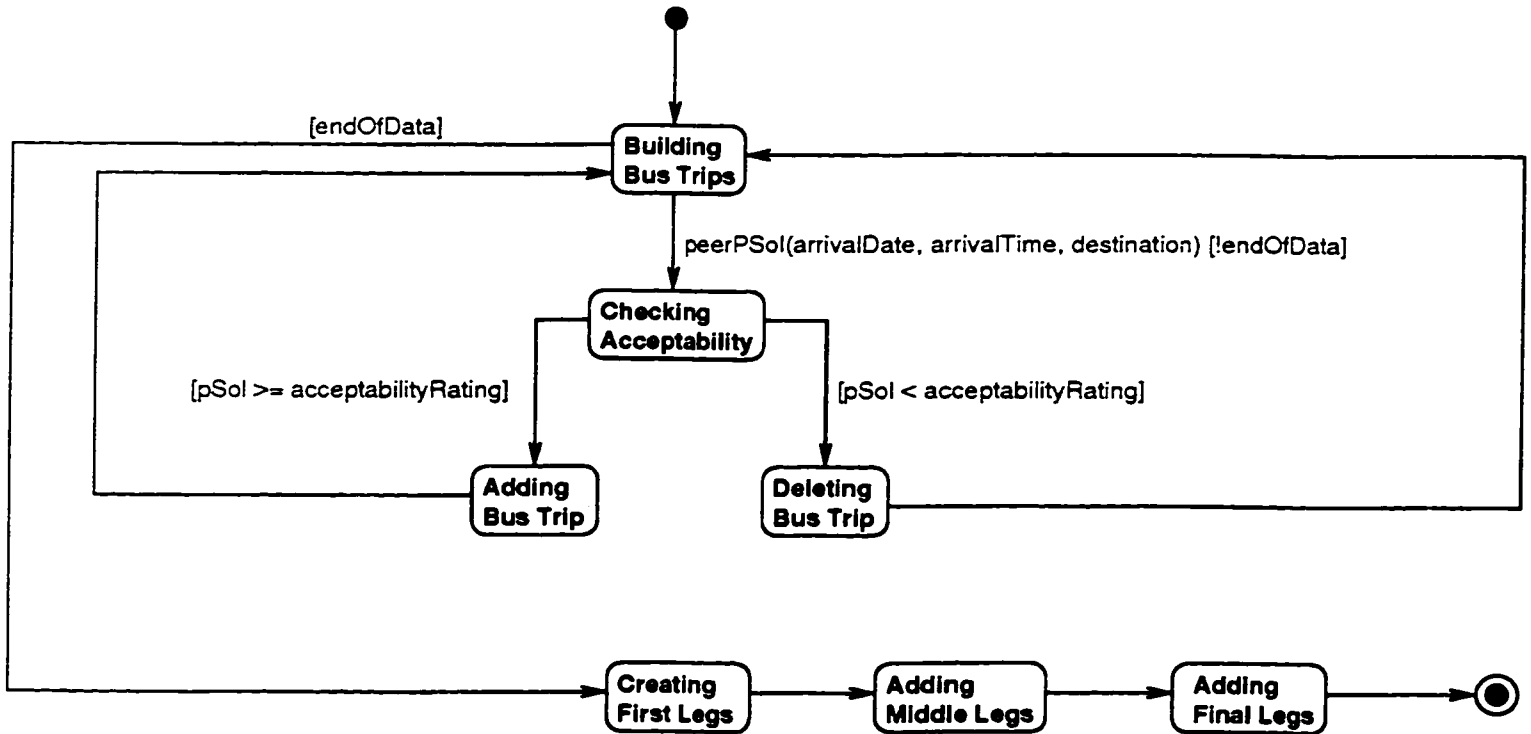 [endOfData]
Building
Bus Trips
peerPSol(arrivalDate, arrivalTime, destination) [!endOfData]
Checking
Acceptability
[pSol >= acceptabilityRating]
[pSol < acceptabilityRating]
Adding
Bus Trip
Deleting
Bus Trip
Creating
First Legs
Adding
Middle Legs
Adding
Final Legs